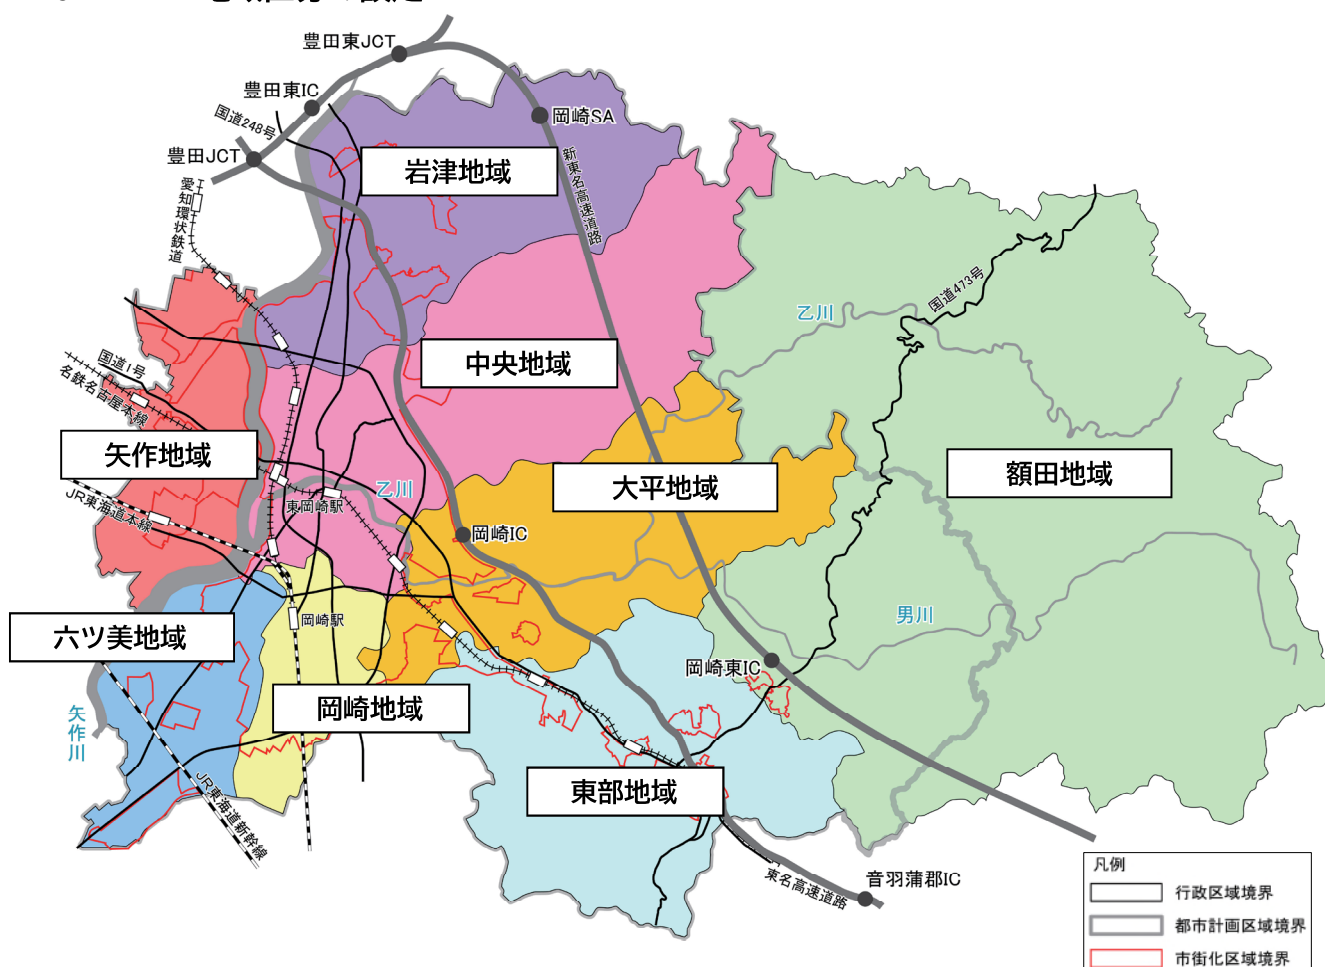 豊田東JCT
豊田東IC
国道248号
岡崎SA
豊田JCT
岩津地域
新東名高速道路
愛知環状鉄道
国道473号
乙川
国道1号
中央地域
名鉄名古屋本線
矢作地域
大平地域
額田地域
JR東海道本線
乙川
東岡崎駅
岡崎IC
男川
六ツ美地域
岡崎駅
岡崎東IC
岡崎地域
矢作川
東部地域
JR東海道新幹線
東名高速道路
音羽蒲郡IC
凡例
行政区域境界
都市計画区域境界
市街化区域境界